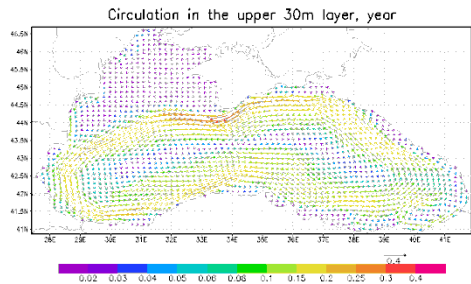 Circulation in the upper 30m layer, year
46.5N
46N
45.5N
45N
44.5N
44N
43.5N
43N
42.5N
42N
41.5N
41N
28E 29E 30E 31E 32E 33E 34E 35E 36E 37E 38E 39E 40E 41E
0.4
0.02 0.03 0.04 0.05 0.06 0.08 0.1 0.15 0.2 0.25 0.3 0.4